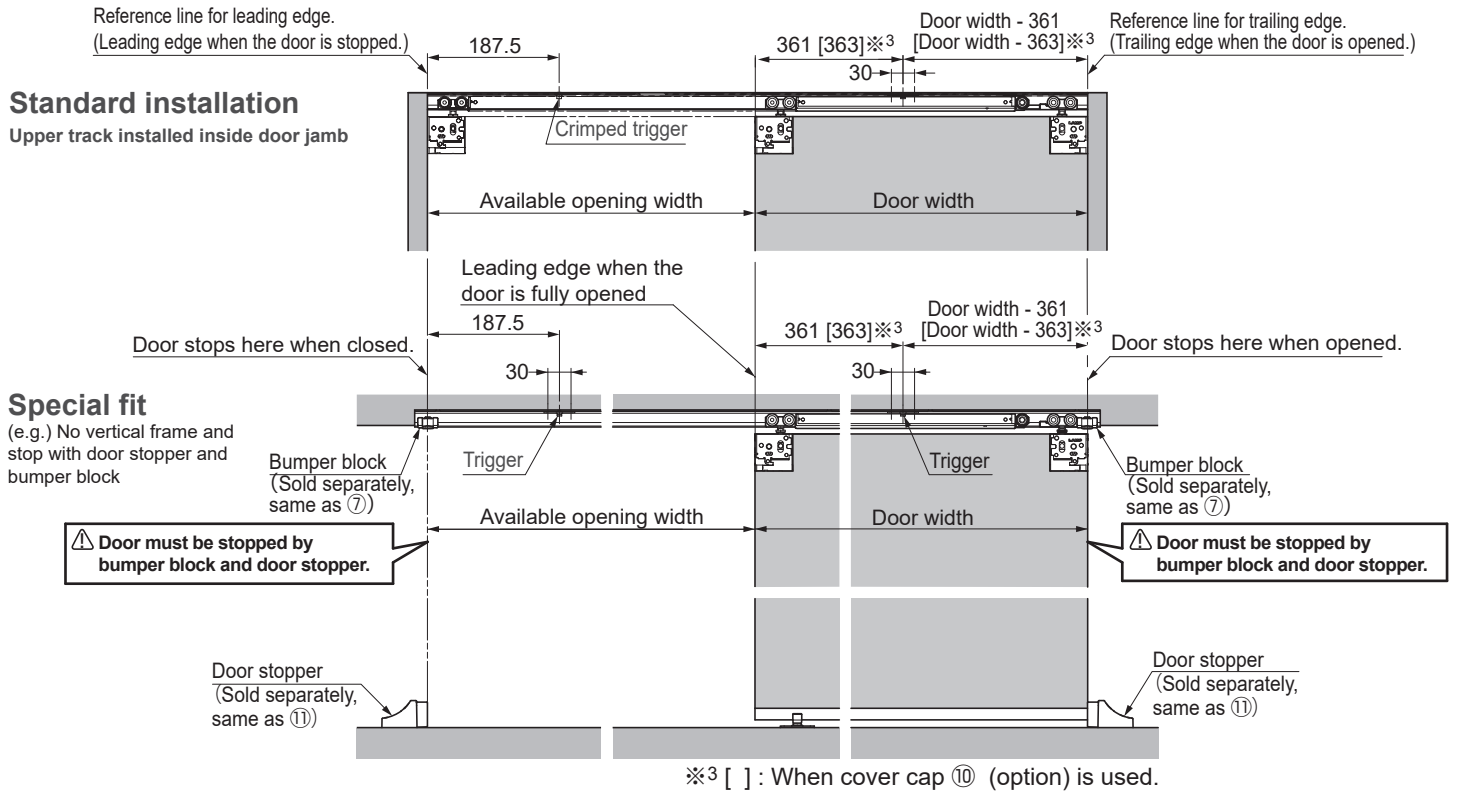 Reference line for leading edge.
(Leading edge when the door is stopped.)
187.5
361 [363]※3
Door width - 361
[Door width - 363]※3
Reference line for trailing edge.
(Trailing edge when the door is opened.)
30
Standard installation
Upper track installed inside door jamb
Crimped trigger
Available opening width
Door width
Leading edge when the
door is fully opened
187.5
361 [363]※3
Door width - 361
[Door width - 363]※3
Door stops here when closed.
Door stops here when opened.
30
30
Special fit
(e.g.) No vertical frame and
stop with door stopper and
bumper block
Bumper block
(Sold separately,
same as ⑦)
Trigger
Trigger
Bumper block
(Sold separately,
same as ⑦)
Available opening width
Door width
⚠ Door must be stopped by
bumper block and door stopper.
⚠ Door must be stopped by
bumper block and door stopper.
Door stopper
(Sold separately,
same as ⑪)
Door stopper
(Sold separately,
same as ⑪)
※3 [ ] : When cover cap ⑩ (option) is used.